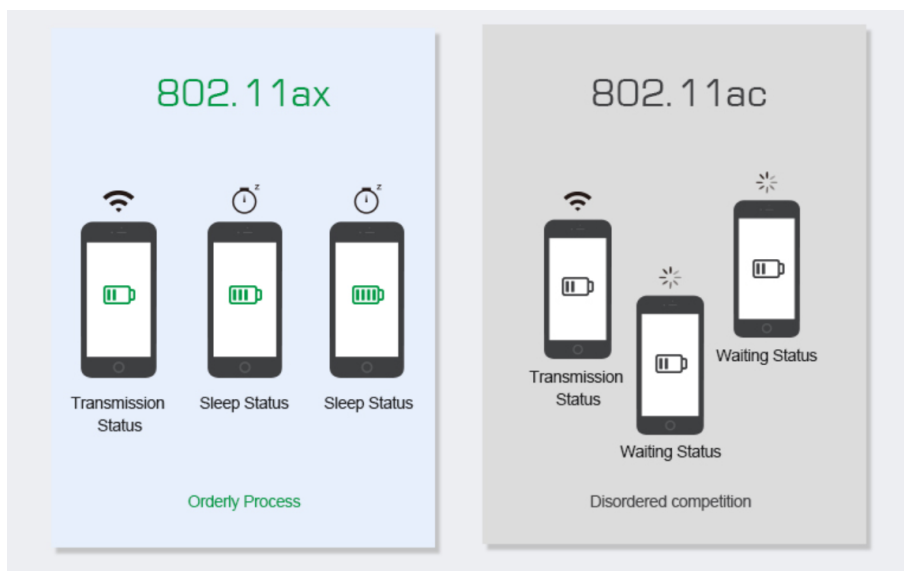 802.11ax
z
z
Transmission
Status
Sleep Status
Sleep Status
Orderly Process
802.11ac
Transmission
Status
Waiting Status
Waiting Status
Disordered competition